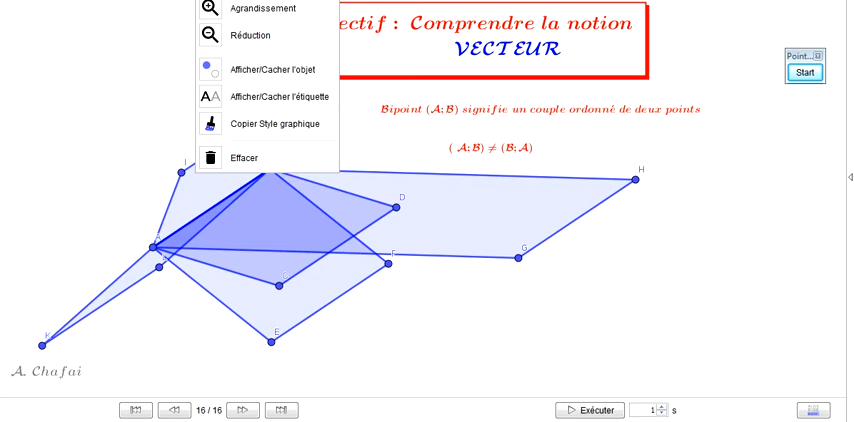 Agrandissement
Réduction
Afficher/Cacher l'objet
Afficher/Cacher l'étiquette
Copier Style graphique
Effacer
ectif : Comprendre la notion
VECTEUR
Point...
Start
Bipoint (A;B) signifie un couple ordonné de deux points
( A;B) ≠ (B;A)
I
H
D
A
G
F
C
E
K
A. Chafai
16 / 16
Exécuter
1 s